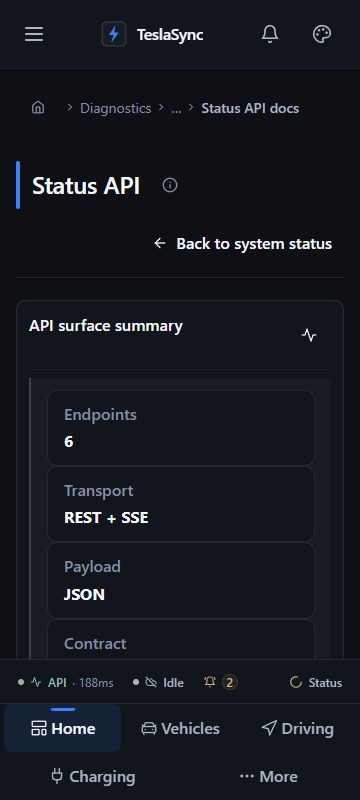 TeslaSync
Diagnostics ... Status API docs
Status API
Back to system status
API surface summary
Endpoints
6
Transport
REST + SSE
Payload
JSON
Contract
API · 188ms Idle 2 Status
Home Vehicles Driving
Charging ··· More